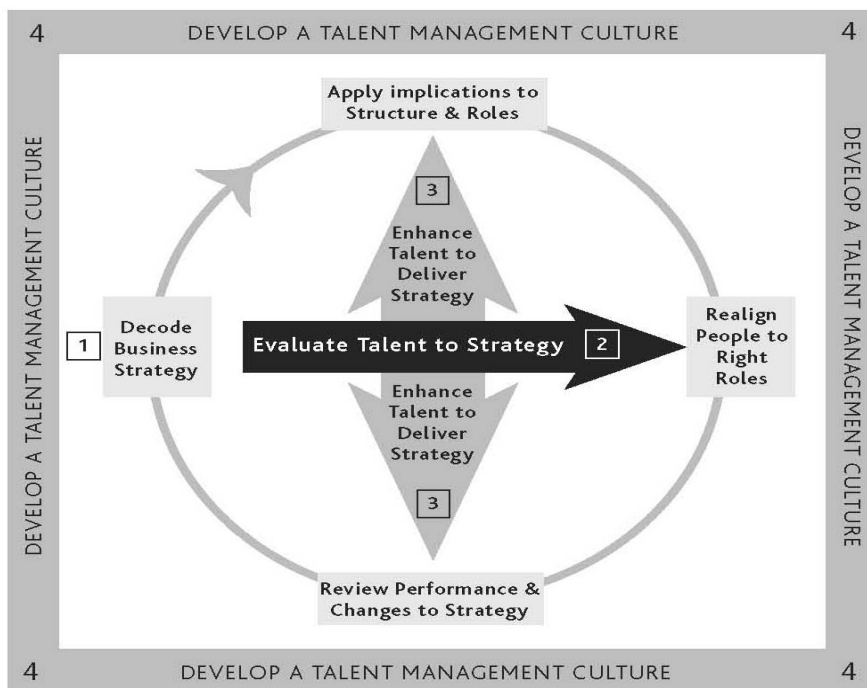 4 DEVELOP A TALENT MANAGEMENT CULTURE 4
DEVELOP A TALENT MANAGEMENT CULTURE
Apply implications to
Structure & Roles
3
Enhance
Talent to
Deliver
Strategy
1
Decode
Business
Strategy
Evaluate Talent to Strategy 2
Realign
People to
Right
Roles
Enhance
Talent to
Deliver
Strategy
3
Review Performance &
Changes to Strategy
DEVELOP A TALENT MANAGEMENT CULTURE
4 DEVELOP A TALENT MANAGEMENT CULTURE 4